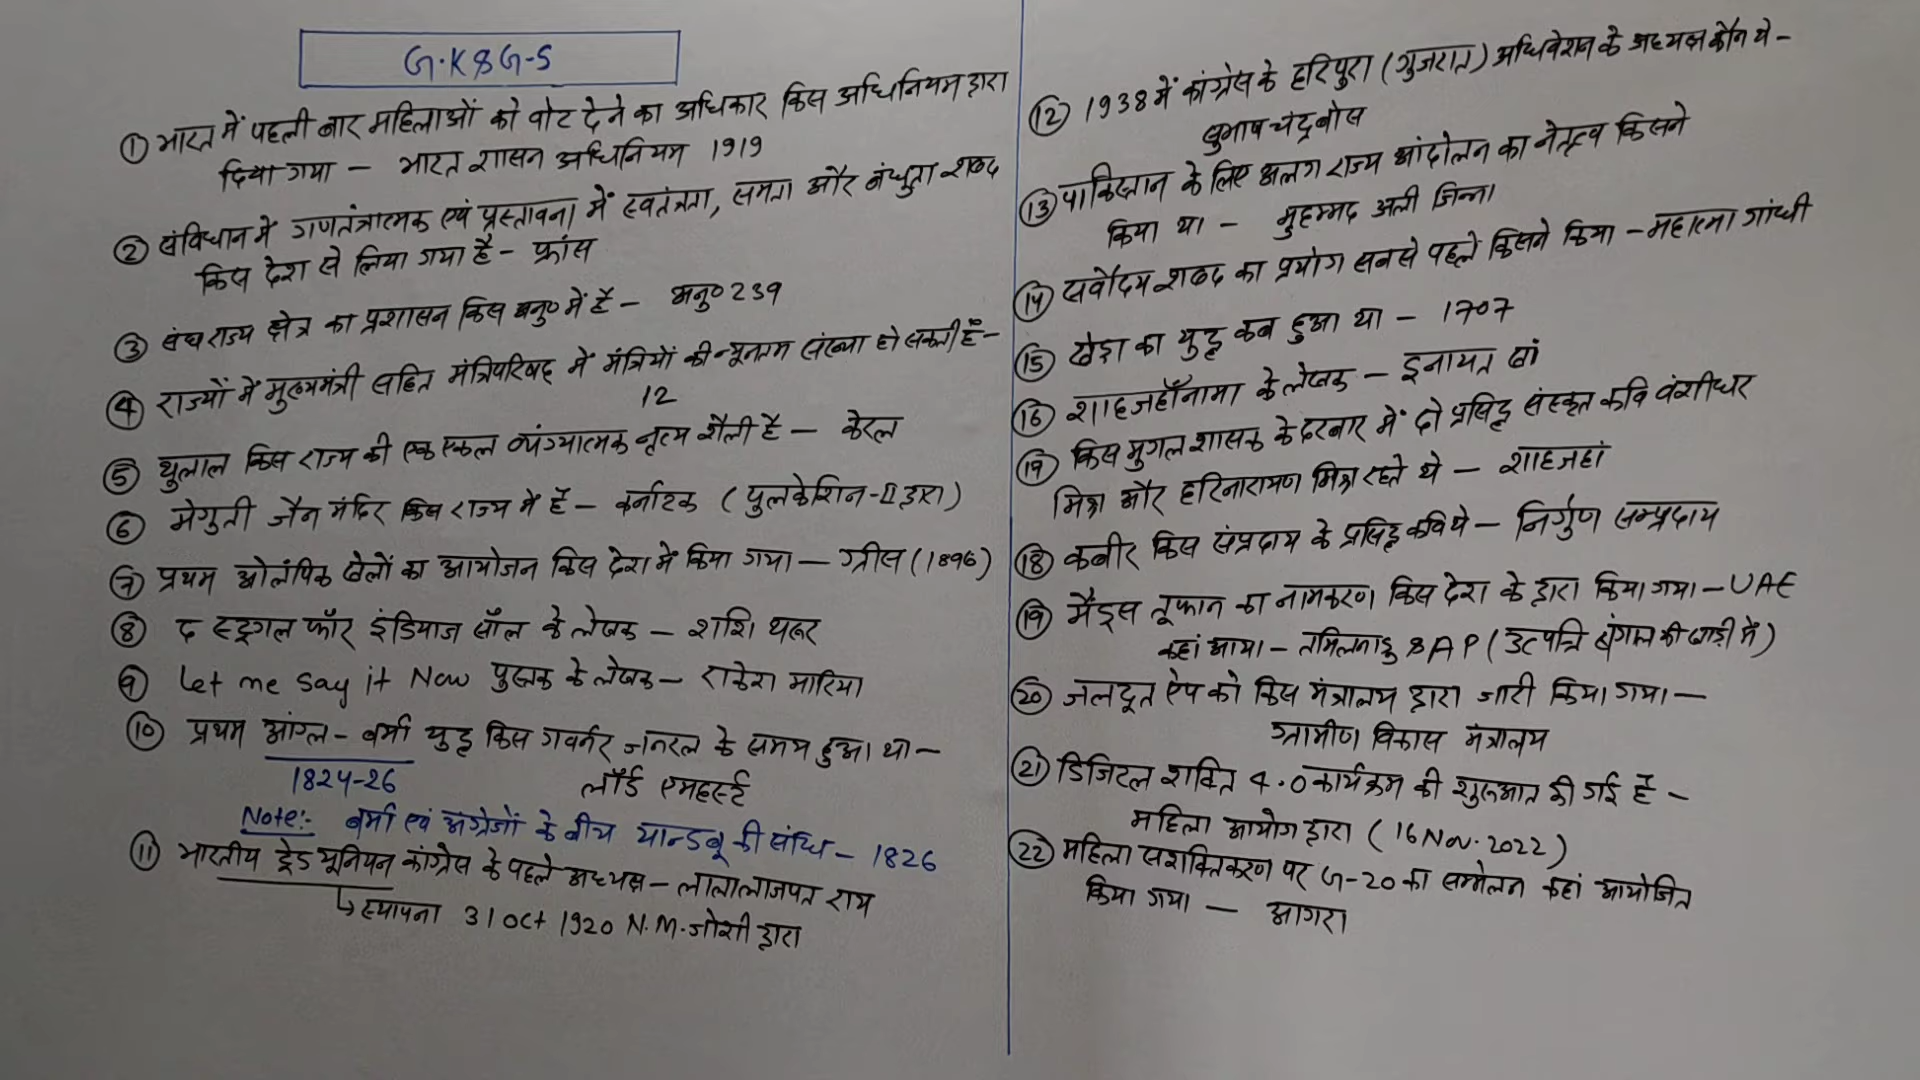 G.K & G.S
① भारत में पहली बार महिलाओं को वोट देने का अधिकार किस अधिनियम द्वारा
दिया गया – भारत शासन अधिनियम 1919
② संविधान में गणतंत्रात्मक एवं प्रस्तावना में स्वतंत्रता, समता और बंधुता शब्द
किस देश से लिया गया है – फ्रांस
③ संघ राज्य क्षेत्र का प्रशासन किस अनु० में है – अनु० 239
④ राज्यों में मुख्यमंत्री सहित मंत्रिपरिषद में मंत्रियों की न्यूनतम संख्या हो सकती है –
12
⑤ थुलाल किस राज्य की एक एकल व्यंग्यात्मक नृत्य शैली है – केरल
⑥ मेगुती जैन मंदिर किस राज्य में है – कर्नाटक (पुलकेशिन-II द्वारा)
⑦ प्रथम ओलंपिक खेलों का आयोजन किस देश में किया गया – ग्रीस (1896)
⑧ द स्ट्रगल फॉर इंडियाज सॉल के लेखक – शशि थरूर
⑨ Let me say it Now पुस्तक के लेखक – राकेश मारिया
⑩ प्रथम आंग्ल - बर्मा युद्ध किस गवर्नर जनरल के समय हुआ था –
1824-26 लॉर्ड एमहर्स्ट
Note:- बर्मा एवं अंग्रेजों के बीच यान्डबू की संधि – 1826
⑪ भारतीय ट्रेड यूनियन कांग्रेस के पहले अध्यक्ष – लाला लाजपत राय
↳ स्थापना 31 Oct 1920 N.M. जोशी द्वारा
⑫ 1938 में कांग्रेस के हरिपुरा (गुजरात) अधिवेशन के अध्यक्ष कौन थे –
सुभाष चंद्र बोस
⑬ पाकिस्तान के लिए अलग राज्य आंदोलन का नेतृत्व किसने
किया था – मुहम्मद अली जिन्ना
⑭ सर्वोदय शब्द का प्रयोग सबसे पहले किसने किया – महात्मा गांधी
⑮ खेड़ा का युद्ध कब हुआ था – 1707
⑯ शाहजहाँनामा के लेखक – इनायत खां
⑰ किस मुगल शासक के दरबार में दो प्रसिद्ध संस्कृत कवि वंशीधर
मिश्र और हरिनारायण मिश्र रहते थे – शाहजहां
⑱ कबीर किस संप्रदाय के प्रसिद्ध कवि थे – निर्गुण सम्प्रदाय
⑲ मैंडूस तूफान का नामकरण किस देश के द्वारा किया गया – UAE
कहां आया – तमिलनाडु & AP (उत्पत्ति बंगाल की खाड़ी में)
⑳ जलदूत ऐप को किस मंत्रालय द्वारा जारी किया गया –
ग्रामीण विकास मंत्रालय
㉑ डिजिटल शक्ति 4.0 कार्यक्रम की शुरूआत की गई है –
महिला आयोग द्वारा (16 Nov. 2022)
㉒ महिला सशक्तिकरण पर G-20 का सम्मेलन कहां आयोजित
किया गया – आगरा